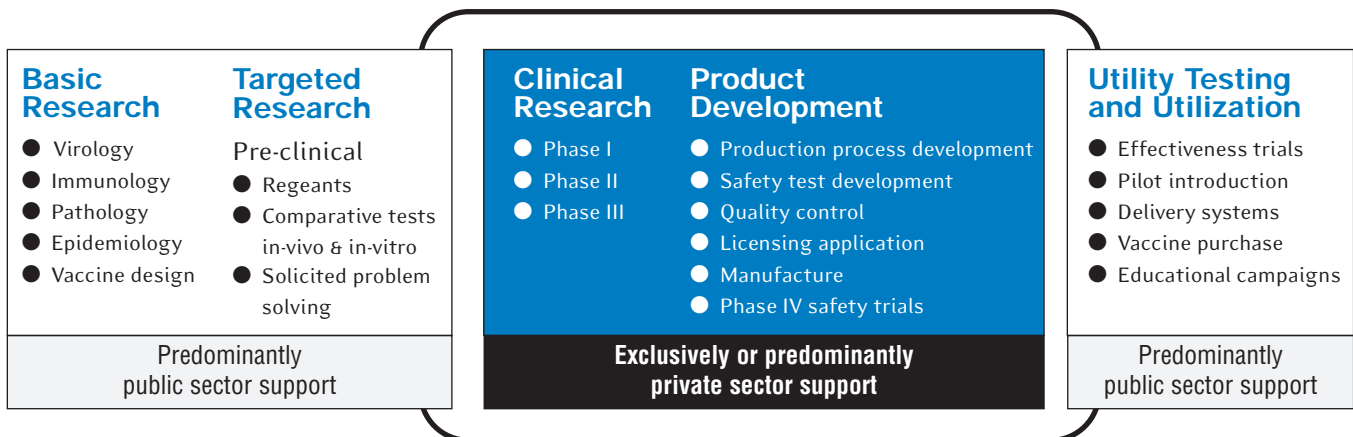 Basic
Research
Virology
Immunology
Pathology
Epidemiology
Vaccine design
Targeted
Research
Pre-clinical
Regeants
Comparative tests
in-vivo & in-vitro
Solicited problem
solving
Predominantly
public sector support
Clinical
Research
Phase I
Phase II
Phase III
Product
Development
Production process development
Safety test development
Quality control
Licensing application
Manufacture
Phase IV safety trials
Exclusively or predominantly
private sector support
Utility Testing
and Utilization
Effectiveness trials
Pilot introduction
Delivery systems
Vaccine purchase
Educational campaigns
Predominantly
public sector support